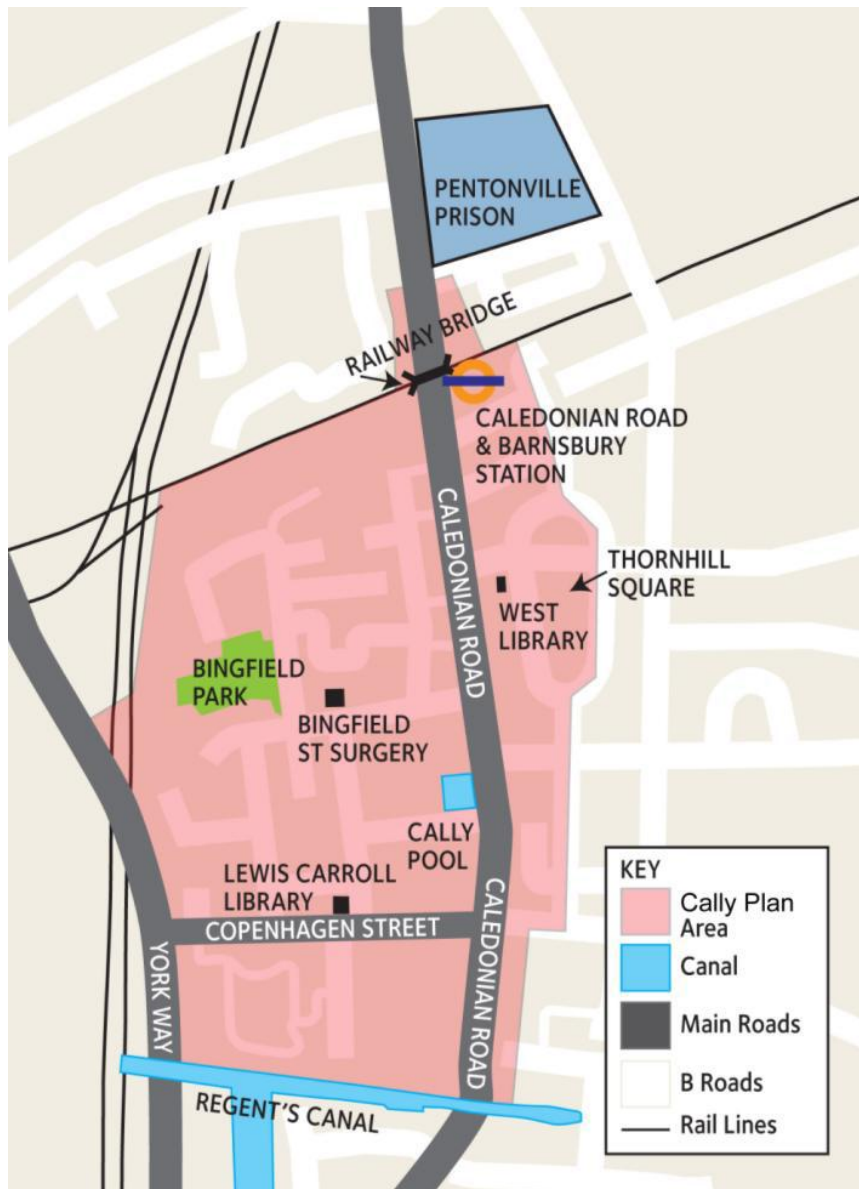 PENTONVILLE
PRISON
RAILWAY BRIDGE
CALEDONIAN ROAD
& BARNSBURY
STATION
CALEDONIAN ROAD
THORNHILL
SQUARE
WEST
LIBRARY
BINGFIELD
PARK
BINGFIELD
ST SURGERY
CALLY
POOL
LEWIS CARROLL
LIBRARY
COPENHAGEN STREET
CALEDONIAN ROAD
YORK WAY
REGENT'S CANAL
KEY
Cally Plan
Area
Canal
Main Roads
B Roads
Rail Lines